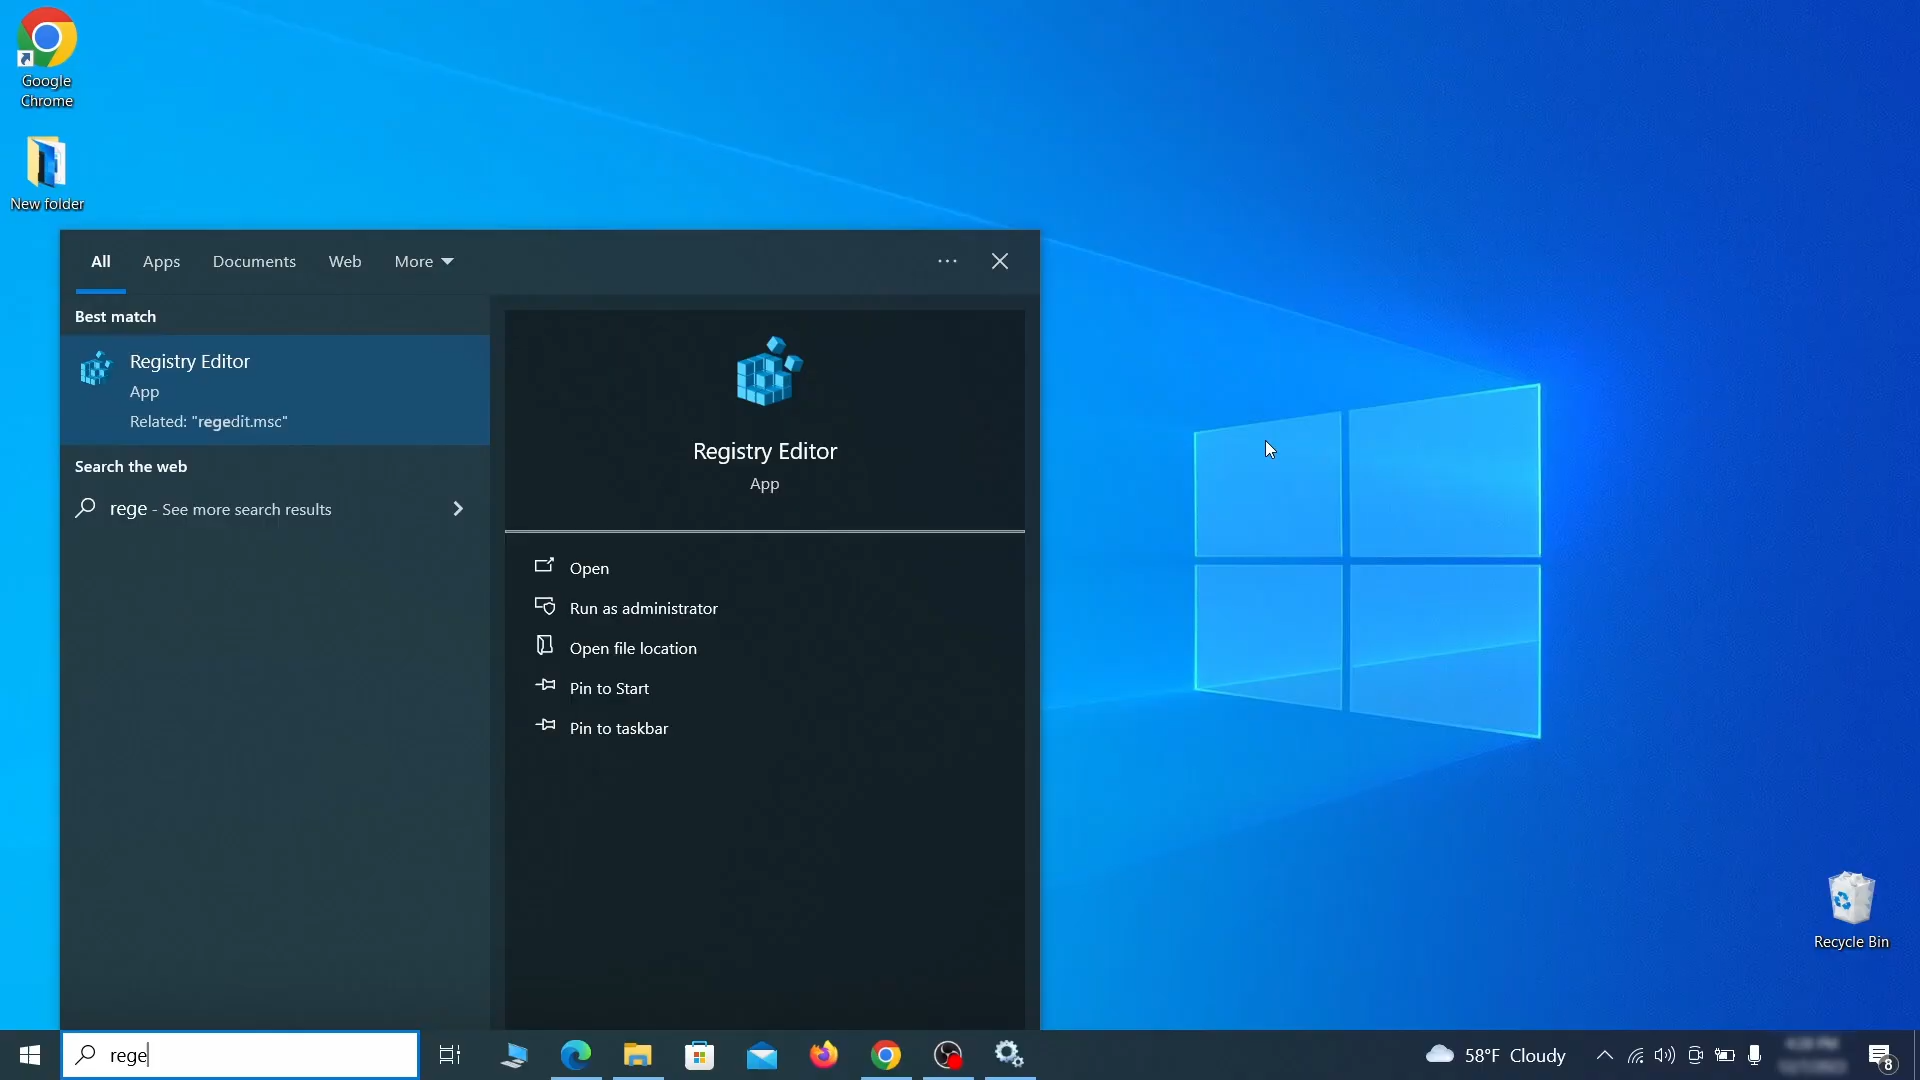 Google
Chrome
New folder
All
Apps
Documents
Web
More
Best match
Registry Editor
App
Related: "regedit.msc"
Search the web
rege - See more search results
Registry Editor
App
Open
Run as administrator
Open file location
Pin to Start
Pin to taskbar
Recycle Bin
rege
58°F Cloudy
8